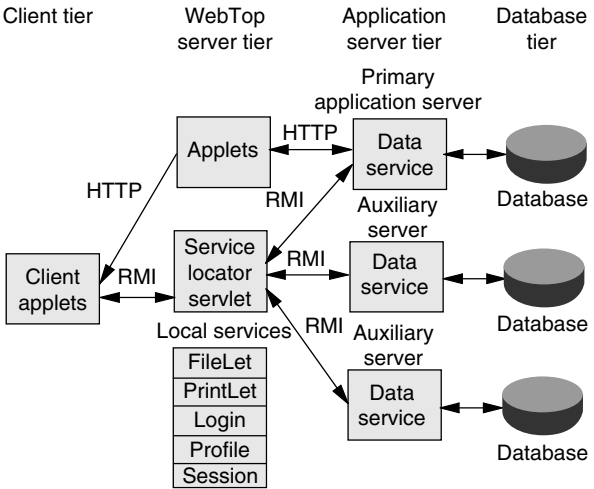 Client tier
WebTop
server tier
Application
server tier
Database
tier
Primary
application server
Applets
HTTP
Data
service
Database
HTTP
RMI
Auxiliary
server
Client
applets
RMI
Service
locator
servlet
RMI
Data
service
Database
Local services
RMI
Auxiliary
server
FileLet
PrintLet
Login
Profile
Session
Data
service
Database